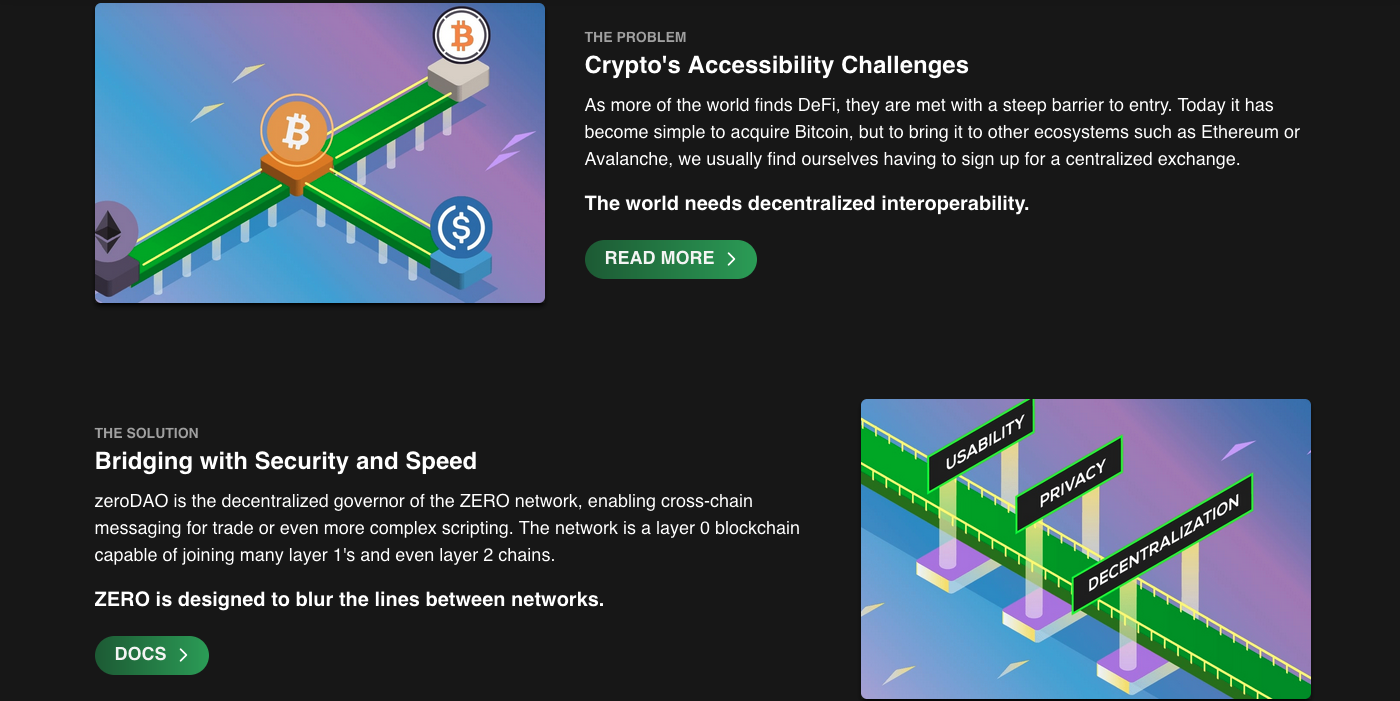 THE PROBLEM
Crypto's Accessibility Challenges
As more of the world finds DeFi, they are met with a steep barrier to entry. Today it has
become simple to acquire Bitcoin, but to bring it to other ecosystems such as Ethereum or
Avalanche, we usually find ourselves having to sign up for a centralized exchange.
The world needs decentralized interoperability.
READ MORE
THE SOLUTION
Bridging with Security and Speed
zeroDAO is the decentralized governor of the ZERO network, enabling cross-chain
messaging for trade or even more complex scripting. The network is a layer 0 blockchain
capable of joining many layer 1's and even layer 2 chains.
ZERO is designed to blur the lines between networks.
DOCS
USABILITY
PRIVACY
DECENTRALIZATION